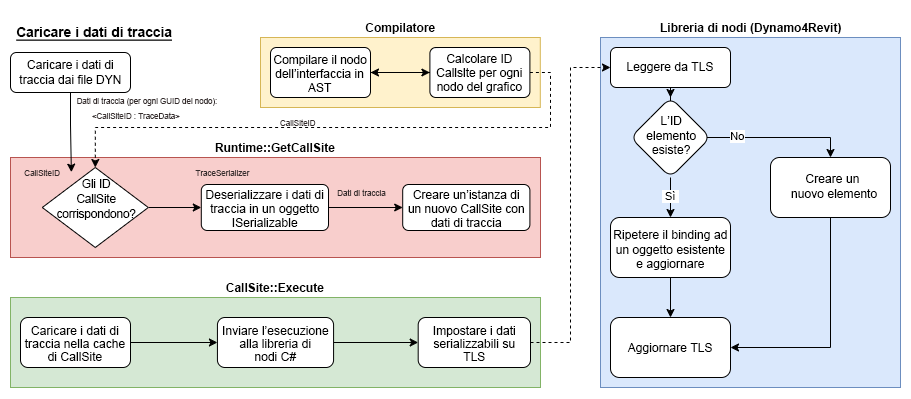 Caricare i dati di traccia
Caricare i dati di
traccia dai file DYN
Dati di traccia (per ogni GUID del nodo):
<CallSiteID : TraceData>
Compilatore
Compilare il nodo
dell'interfaccia in
AST
Calcolare ID
CallsIte per ogni
nodo del grafico
CallSiteID
Runtime::GetCallSite
CallSiteID
Gli ID
CallSite
corrispondono?
TraceSerializer
Deserializzare i dati di
traccia in un oggetto
ISerializable
Dati di traccia
Creare un'istanza di
un nuovo CallSite con
dati di traccia
CallSite::Execute
Caricare i dati di
traccia nella cache
di CallSite
Inviare l'esecuzione
alla libreria di
nodi C#
Impostare i dati
serializzabili su
TLS
Libreria di nodi (Dynamo4Revit)
Leggere da TLS
L'ID
elemento
esiste?
No
Sì
Creare un
nuovo elemento
Ripetere il binding ad
un oggetto esistente
e aggiornare
Aggiornare TLS